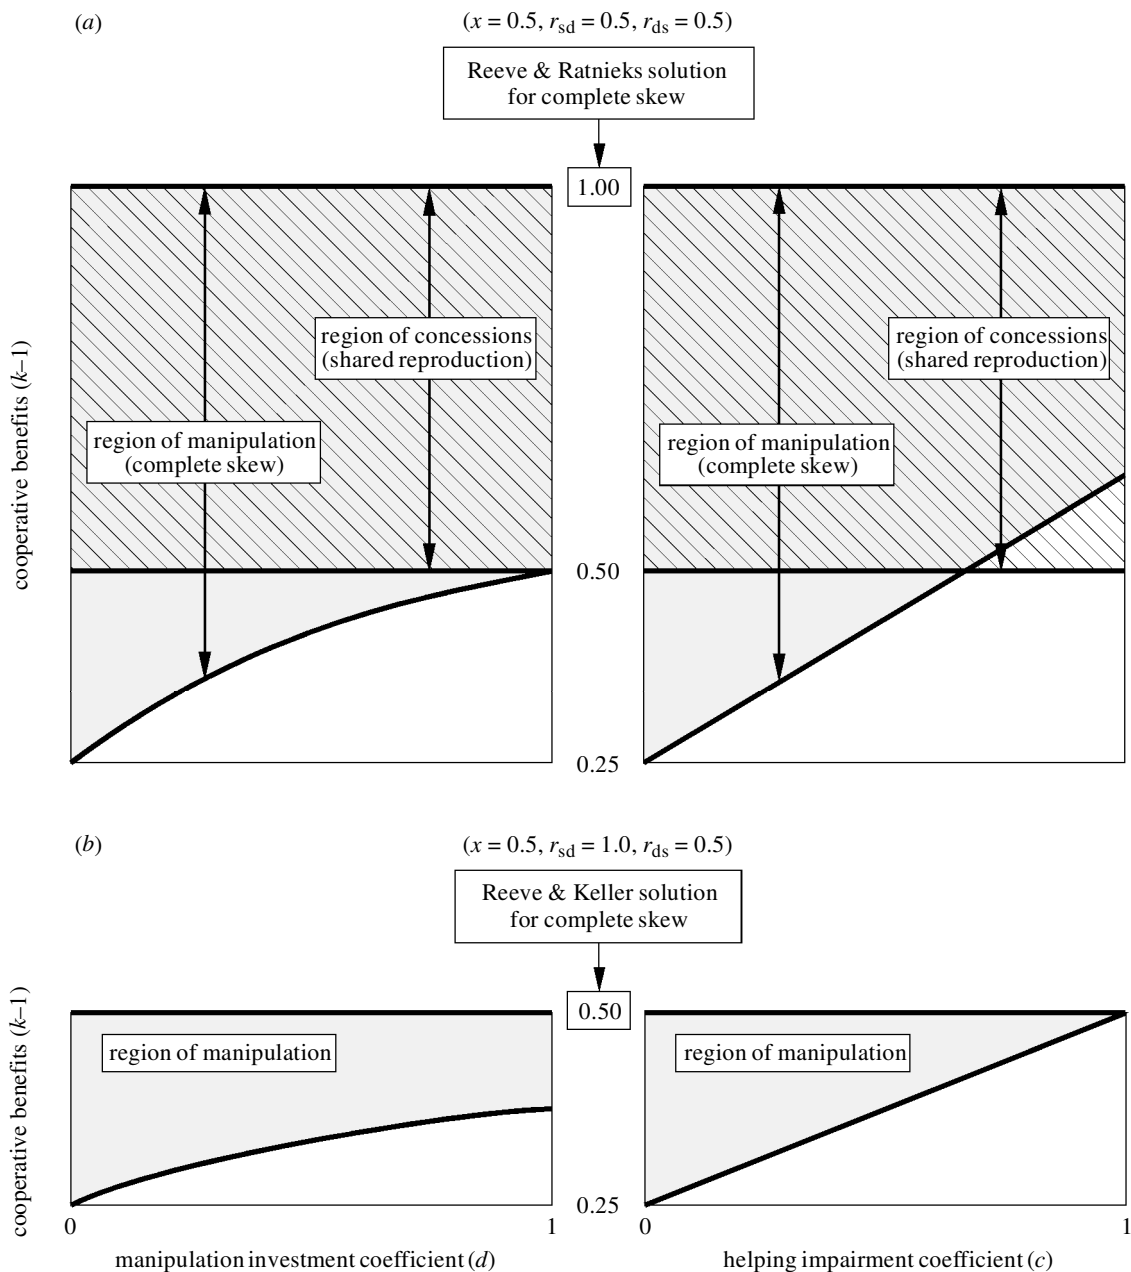 (a)
(x = 0.5, r_sd = 0.5, r_ds = 0.5)
Reeve & Ratnieks solution
for complete skew
1.00
region of concessions
(shared reproduction)
region of concessions
(shared reproduction)
region of manipulation
(complete skew)
region of manipulation
(complete skew)
cooperative benefits (k–1)
0.50
0.25
(b)
(x = 0.5, r_sd = 1.0, r_ds = 0.5)
Reeve & Keller solution
for complete skew
0.50
region of manipulation
region of manipulation
cooperative benefits (k–1)
0.25
0
1
0
1
manipulation investment coefficient (d)
helping impairment coefficient (c)